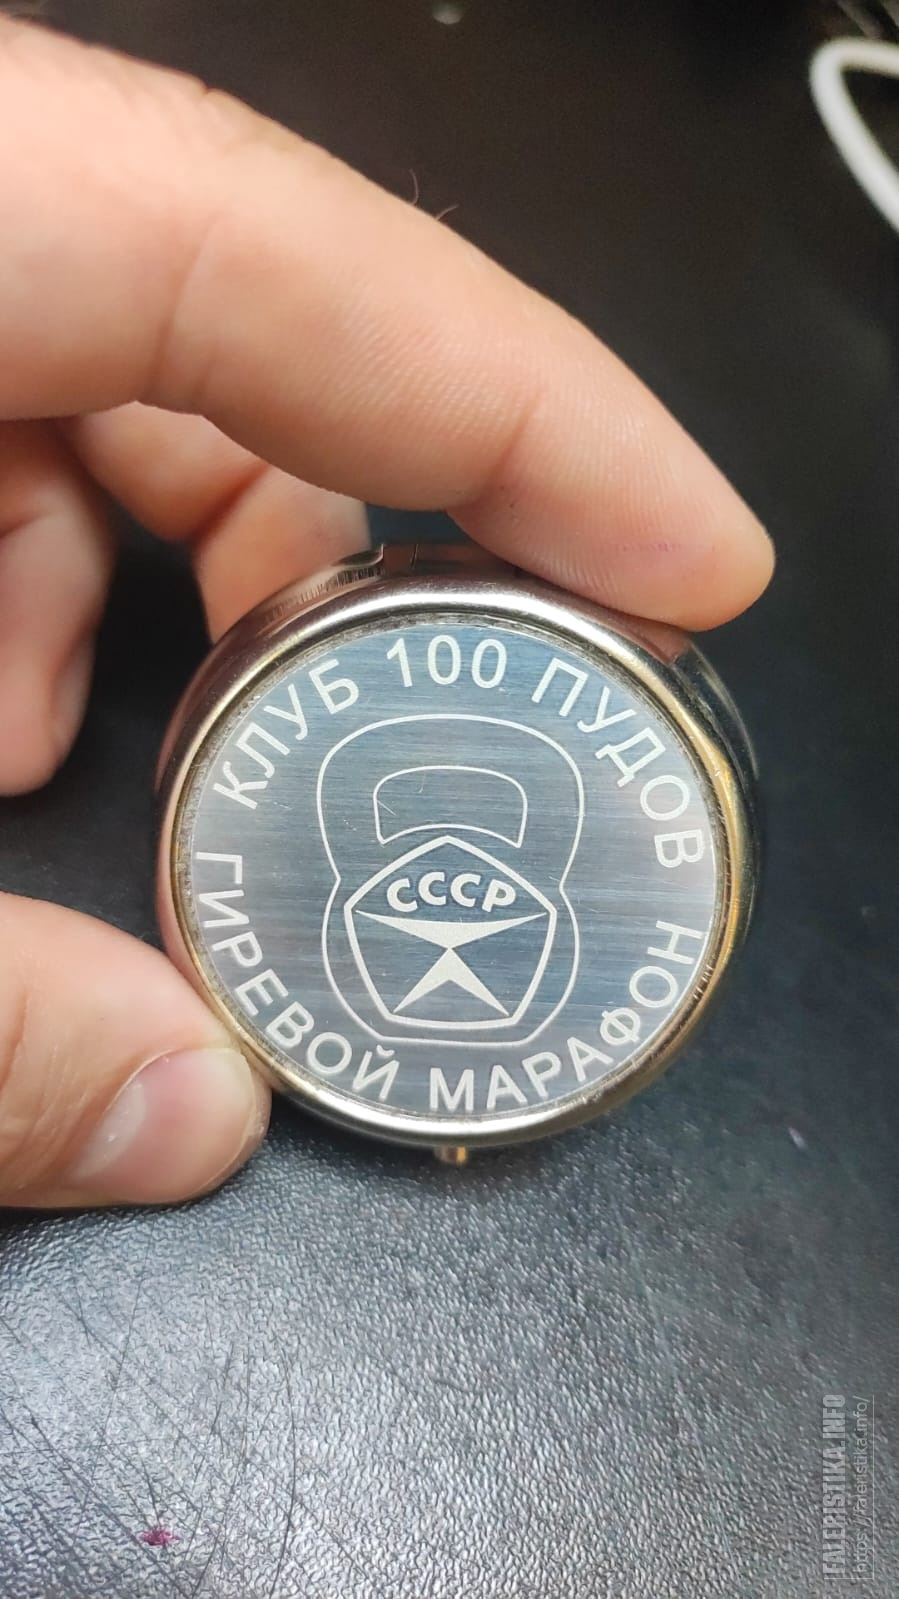 КЛУБ 100 ПУДОВ
СССР
ГИРЕВОЙ МАРАФОН
FALERISTIKA.INFO
https://faleristika.info/